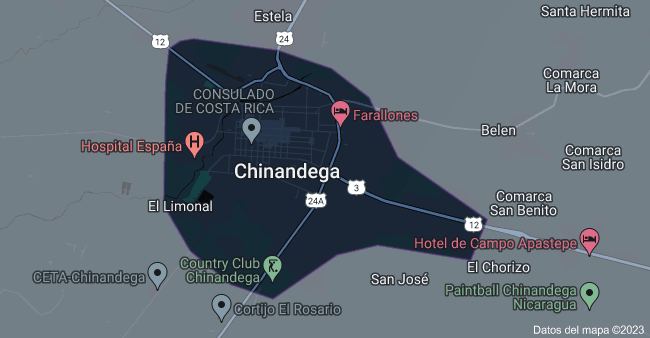 Estela
Santa Hermita
12
24
Comarca
La Mora
CONSULADO
DE COSTA RICA
Farallones
Belen
Hospital España
H
Comarca
San Isidro
Chinandega
3
24A
El Limonal
Comarca
San Benito
12
Hotel de Campo Apastepe
Country Club
Chinandega
El Chorizo
CETA-Chinandega
San José
Paintball Chinandega
Nicaragua
Cortijo El Rosario
Datos del mapa ©2023